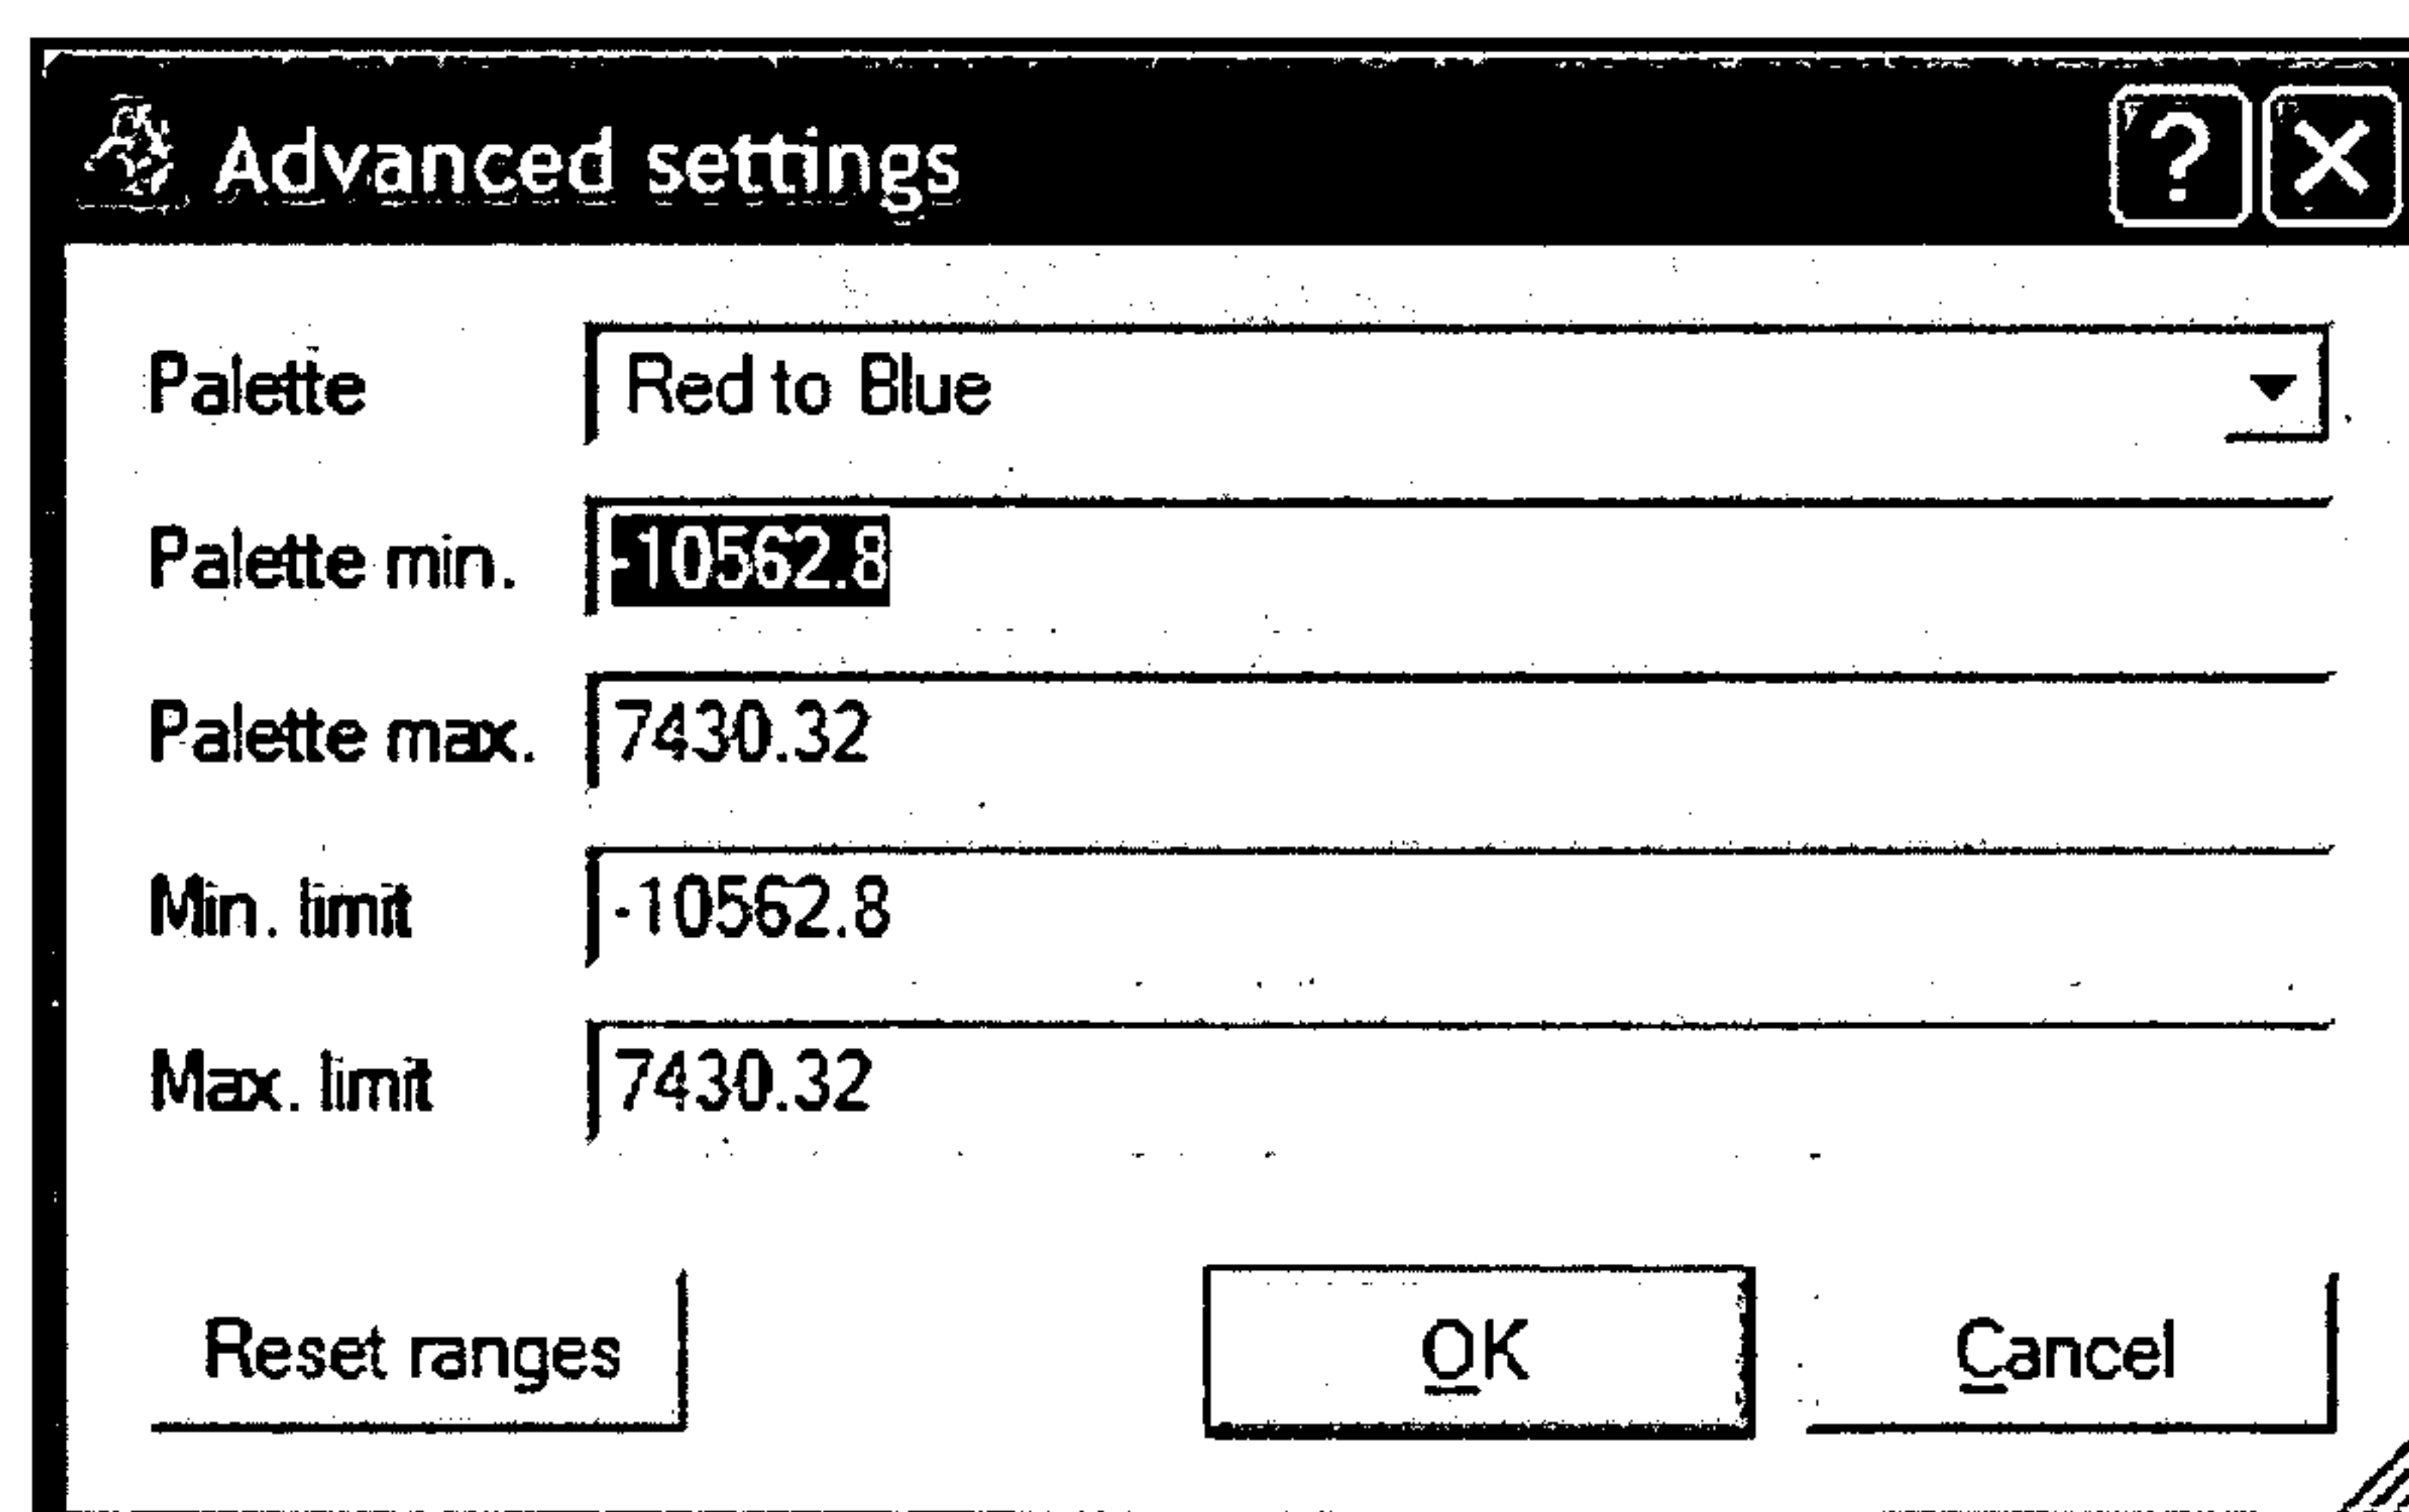 Advanced settings
Palette Red to Blue
Palette min. -10562.8
Palette max. 7430.32
Min. limit -10562.8
Max. limit 7430.32
Reset ranges OK Cancel